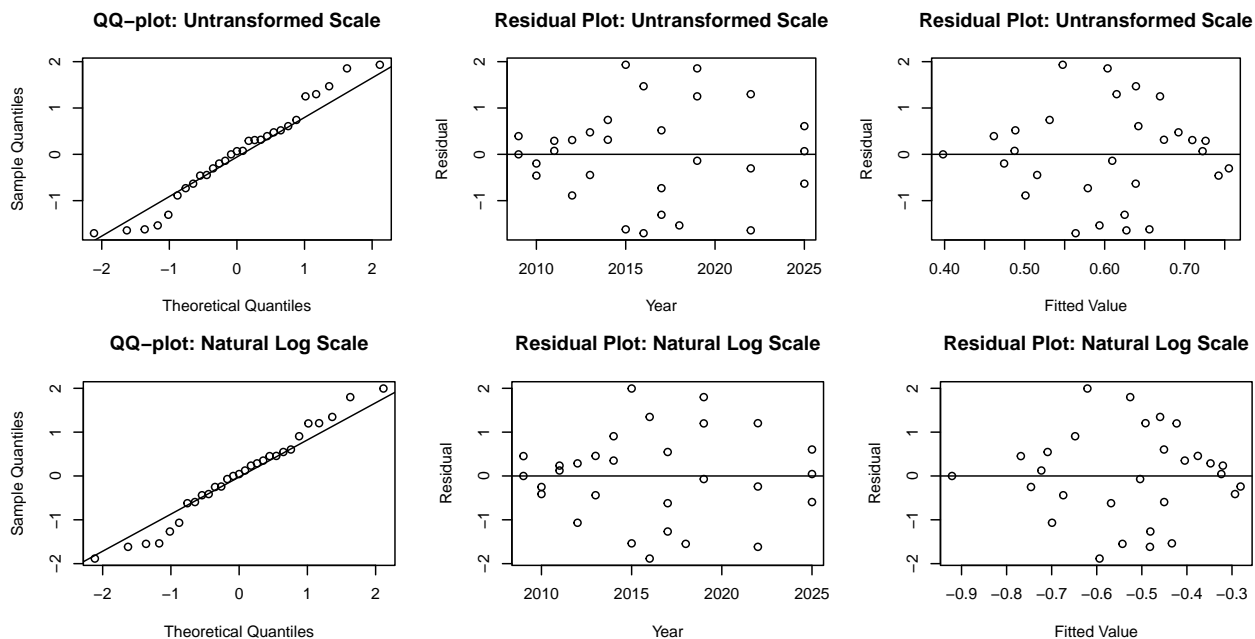 QQ−plot: Untransformed Scale
Sample Quantiles
2
1
0
−1
−2 −1 0 1 2
Theoretical Quantiles
Residual Plot: Untransformed Scale
Residual
2
1
0
−1
2010 2015 2020 2025
Year
Residual Plot: Untransformed Scale
Residual
2
1
0
−1
0.40 0.50 0.60 0.70
Fitted Value
QQ−plot: Natural Log Scale
Sample Quantiles
2
1
0
−1
−2
−2 −1 0 1 2
Theoretical Quantiles
Residual Plot: Natural Log Scale
Residual
2
1
0
−1
−2
2010 2015 2020 2025
Year
Residual Plot: Natural Log Scale
Residual
2
1
0
−1
−2
−0.9 −0.8 −0.7 −0.6 −0.5 −0.4 −0.3
Fitted Value